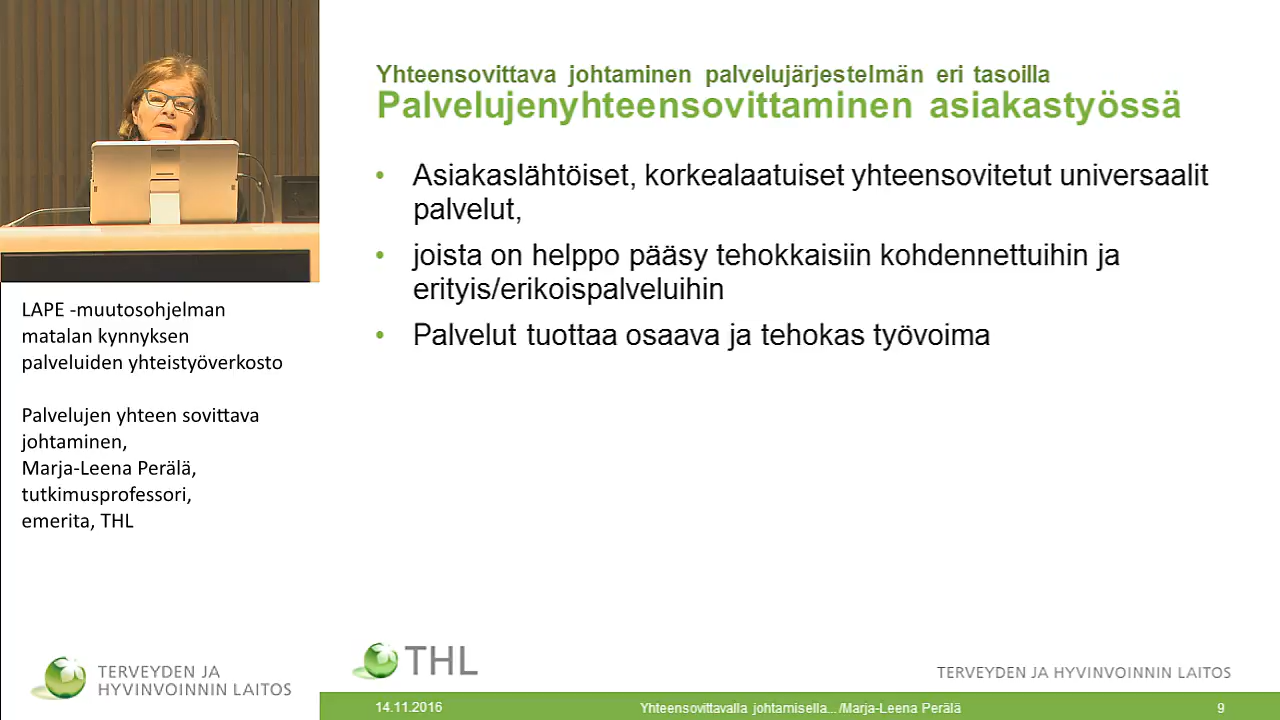 Yhteensovittava johtaminen palvelujärjestelmän eri tasoilla
Palvelujenyhteensovittaminen asiakastyössä
• Asiakaslähtöiset, korkealaatuiset yhteensovitetut universaalit
palvelut,
• joista on helppo pääsy tehokkaisiin kohdennettuihin ja
erityis/erikoispalveluihin
• Palvelut tuottaa osaava ja tehokas työvoima
LAPE -muutosohjelman
matalan kynnyksen
palveluiden yhteistyöverkosto
Palvelujen yhteen sovittava
johtaminen,
Marja-Leena Perälä,
tutkimusprofessori,
emerita, THL
TERVEYDEN JA
HYVINVOINNIN LAITOS
THL
TERVEYDEN JA HYVINVOINNIN LAITOS
14.11.2016
Yhteensovittavalla johtamisella... /Marja-Leena Perälä
9